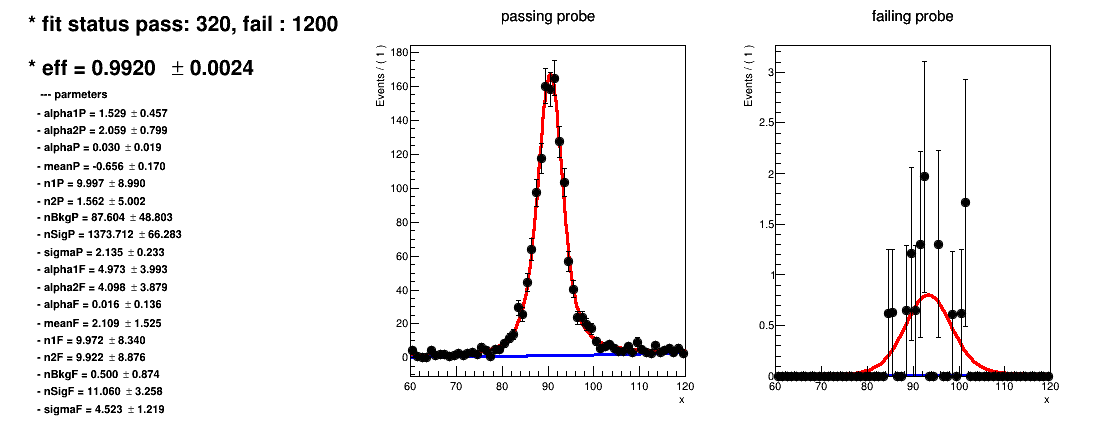 * fit status pass: 320, fail : 1200
* eff = 0.9920 ± 0.0024
--- parmeters
- alpha1P = 1.529 ± 0.457
- alpha2P = 2.059 ± 0.799
- alphaP = 0.030 ± 0.019
- meanP = -0.656 ± 0.170
- n1P = 9.997 ± 8.990
- n2P = 1.562 ± 5.002
- nBkgP = 87.604 ± 48.803
- nSigP = 1373.712 ± 66.283
- sigmaP = 2.135 ± 0.233
- alpha1F = 4.973 ± 3.993
- alpha2F = 4.098 ± 3.879
- alphaF = 0.016 ± 0.136
- meanF = 2.109 ± 1.525
- n1F = 9.972 ± 8.340
- n2F = 9.922 ± 8.876
- nBkgF = 0.500 ± 0.874
- nSigF = 11.060 ± 3.258
- sigmaF = 4.523 ± 1.219
passing probe
Events / ( 1 )
180
160
140
120
100
80
60
40
20
0
60 70 80 90 100 110 120
x
failing probe
Events / ( 1 )
3
2.5
2
1.5
1
0.5
0
60 70 80 90 100 110 120
x